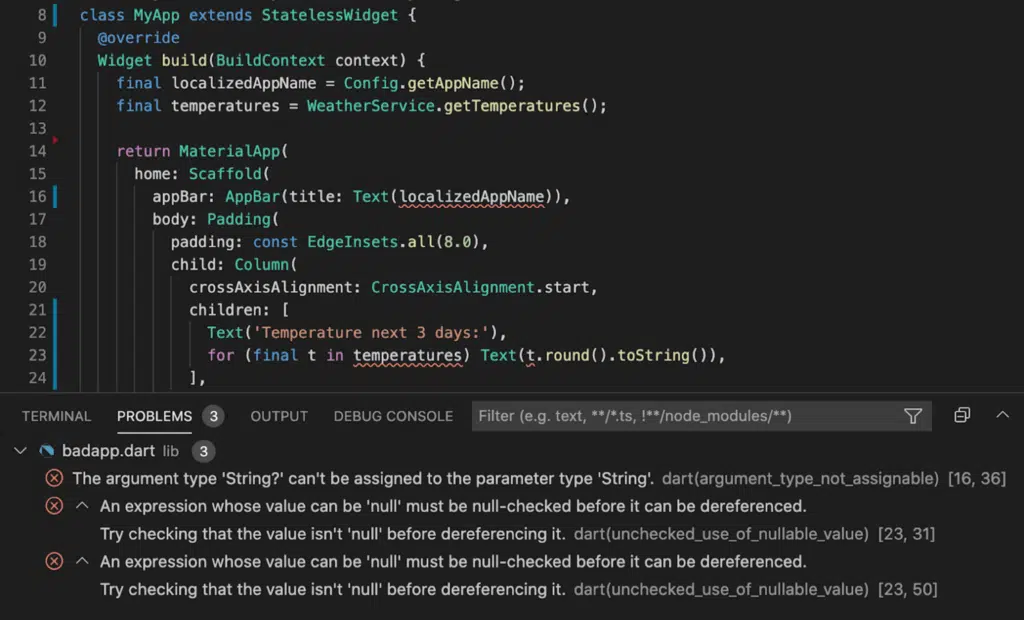 8 class MyApp extends StatelessWidget {
9 @override
10 Widget build(BuildContext context) {
11 final localizedAppName = Config.getAppName();
12 final temperatures = WeatherService.getTemperatures();
13
14 return MaterialApp(
15 home: Scaffold(
16 appBar: AppBar(title: Text(localizedAppName)),
17 body: Padding(
18 padding: const EdgeInsets.all(8.0),
19 child: Column(
20 crossAxisAlignment: CrossAxisAlignment.start,
21 children: [
22 Text('Temperature next 3 days:'),
23 for (final t in temperatures) Text(t.round().toString()),
24 ],
TERMINAL PROBLEMS 3 OUTPUT DEBUG CONSOLE Filter (e.g. text, **/*.ts, !**/node_modules/**)
badapp.dart lib 3
The argument type 'String?' can't be assigned to the parameter type 'String'. dart(argument_type_not_assignable) [16, 36]
An expression whose value can be 'null' must be null-checked before it can be dereferenced.
Try checking that the value isn't 'null' before dereferencing it. dart(unchecked_use_of_nullable_value) [23, 31]
An expression whose value can be 'null' must be null-checked before it can be dereferenced.
Try checking that the value isn't 'null' before dereferencing it. dart(unchecked_use_of_nullable_value) [23, 50]